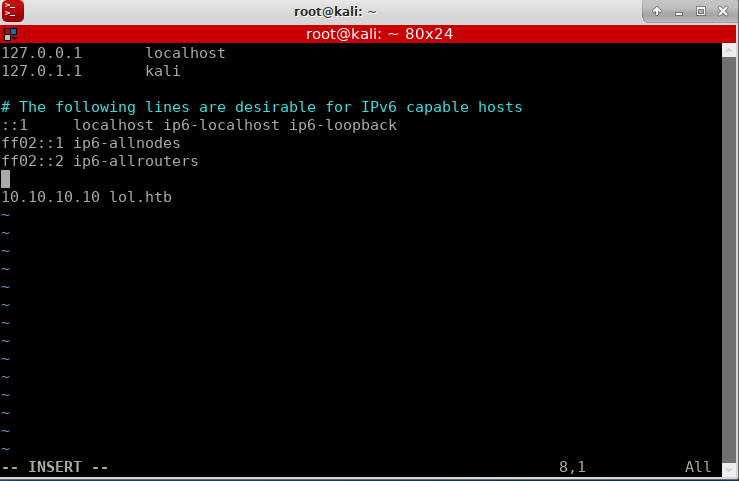 root@kali: ~
root@kali: ~ 80x24
127.0.0.1       localhost
127.0.1.1       kali
# The following lines are desirable for IPv6 capable hosts
::1     localhost ip6-localhost ip6-loopback
ff02::1 ip6-allnodes
ff02::2 ip6-allrouters
10.10.10.10 lol.htb
~
~
~
~
~
~
~
~
~
~
~
~
~
~
-- INSERT --                                                  8,1           All